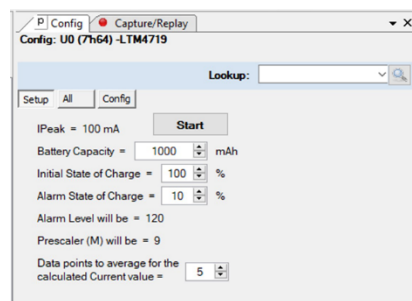 P Config Capture/Replay
Config: U0 (7'h64) -LTM4719
Lookup:
Setup All Config
IPeak = 100 mA Start
Battery Capacity = 1000 mAh
Initial State of Charge = 100 %
Alarm State of Charge = 10 %
Alarm Level will be = 120
Prescaler (M) will be = 9
Data points to average for the
calculated Current value = 5